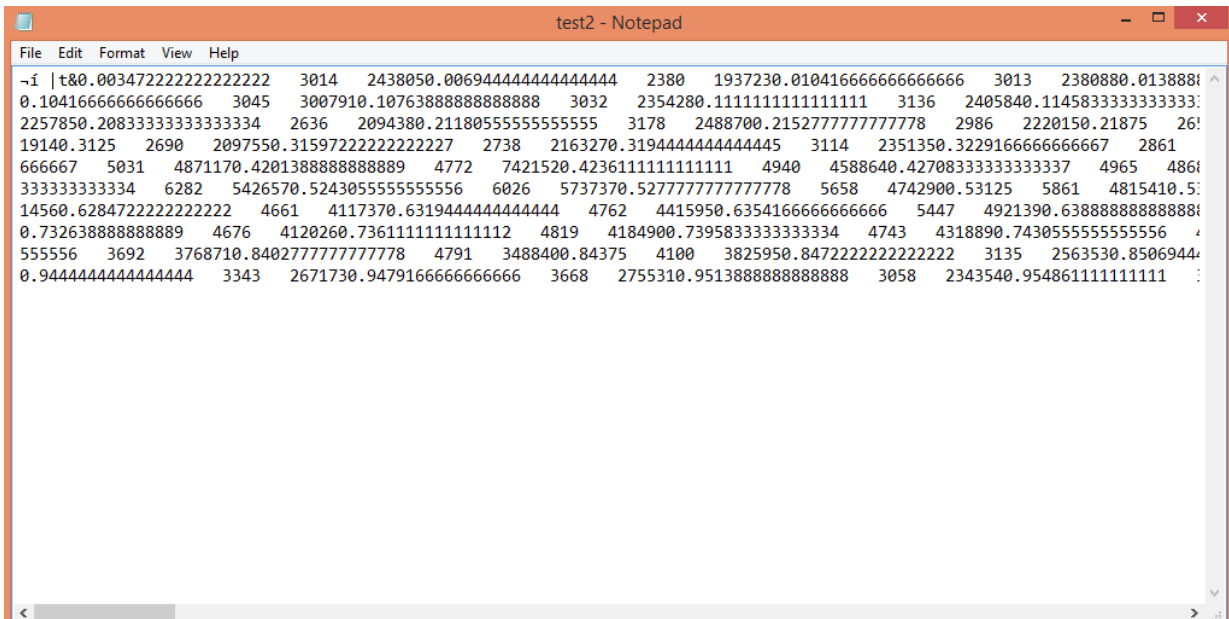 test2 - Notepad
File Edit Format View Help
¬í |t&0.003472222222222222 3014 2438050.006944444444444444 2380 1937230.010416666666666666 3013 2380880.0138888
0.10416666666666666 3045 3007910.10763888888888888 3032 2354280.1111111111111111 3136 2405840.1145833333333333
2257850.20833333333333334 2636 2094380.21180555555555555 3178 2488700.2152777777777778 2986 2220150.21875 265
19140.3125 2690 2097550.31597222222222227 2738 2163270.3194444444444445 3114 2351350.3229166666666667 2861
666667 5031 4871170.4201388888888889 4772 7421520.4236111111111111 4940 4588640.42708333333333337 4965 4868
333333333334 6282 5426570.5243055555555556 6026 5737370.5277777777777778 5658 4742900.53125 5861 4815410.53
14560.6284722222222222 4661 4117370.6319444444444444 4762 4415950.6354166666666666 5447 4921390.638888888888888
0.732638888888889 4676 4120260.7361111111111112 4819 4184900.7395833333333334 4743 4318890.7430555555555556
555556 3692 3768710.8402777777777778 4791 3488400.84375 4100 3825950.8472222222222222 3135 2563530.85069444
0.9444444444444444 3343 2671730.9479166666666666 3668 2755310.9513888888888888 3058 2343540.954861111111111